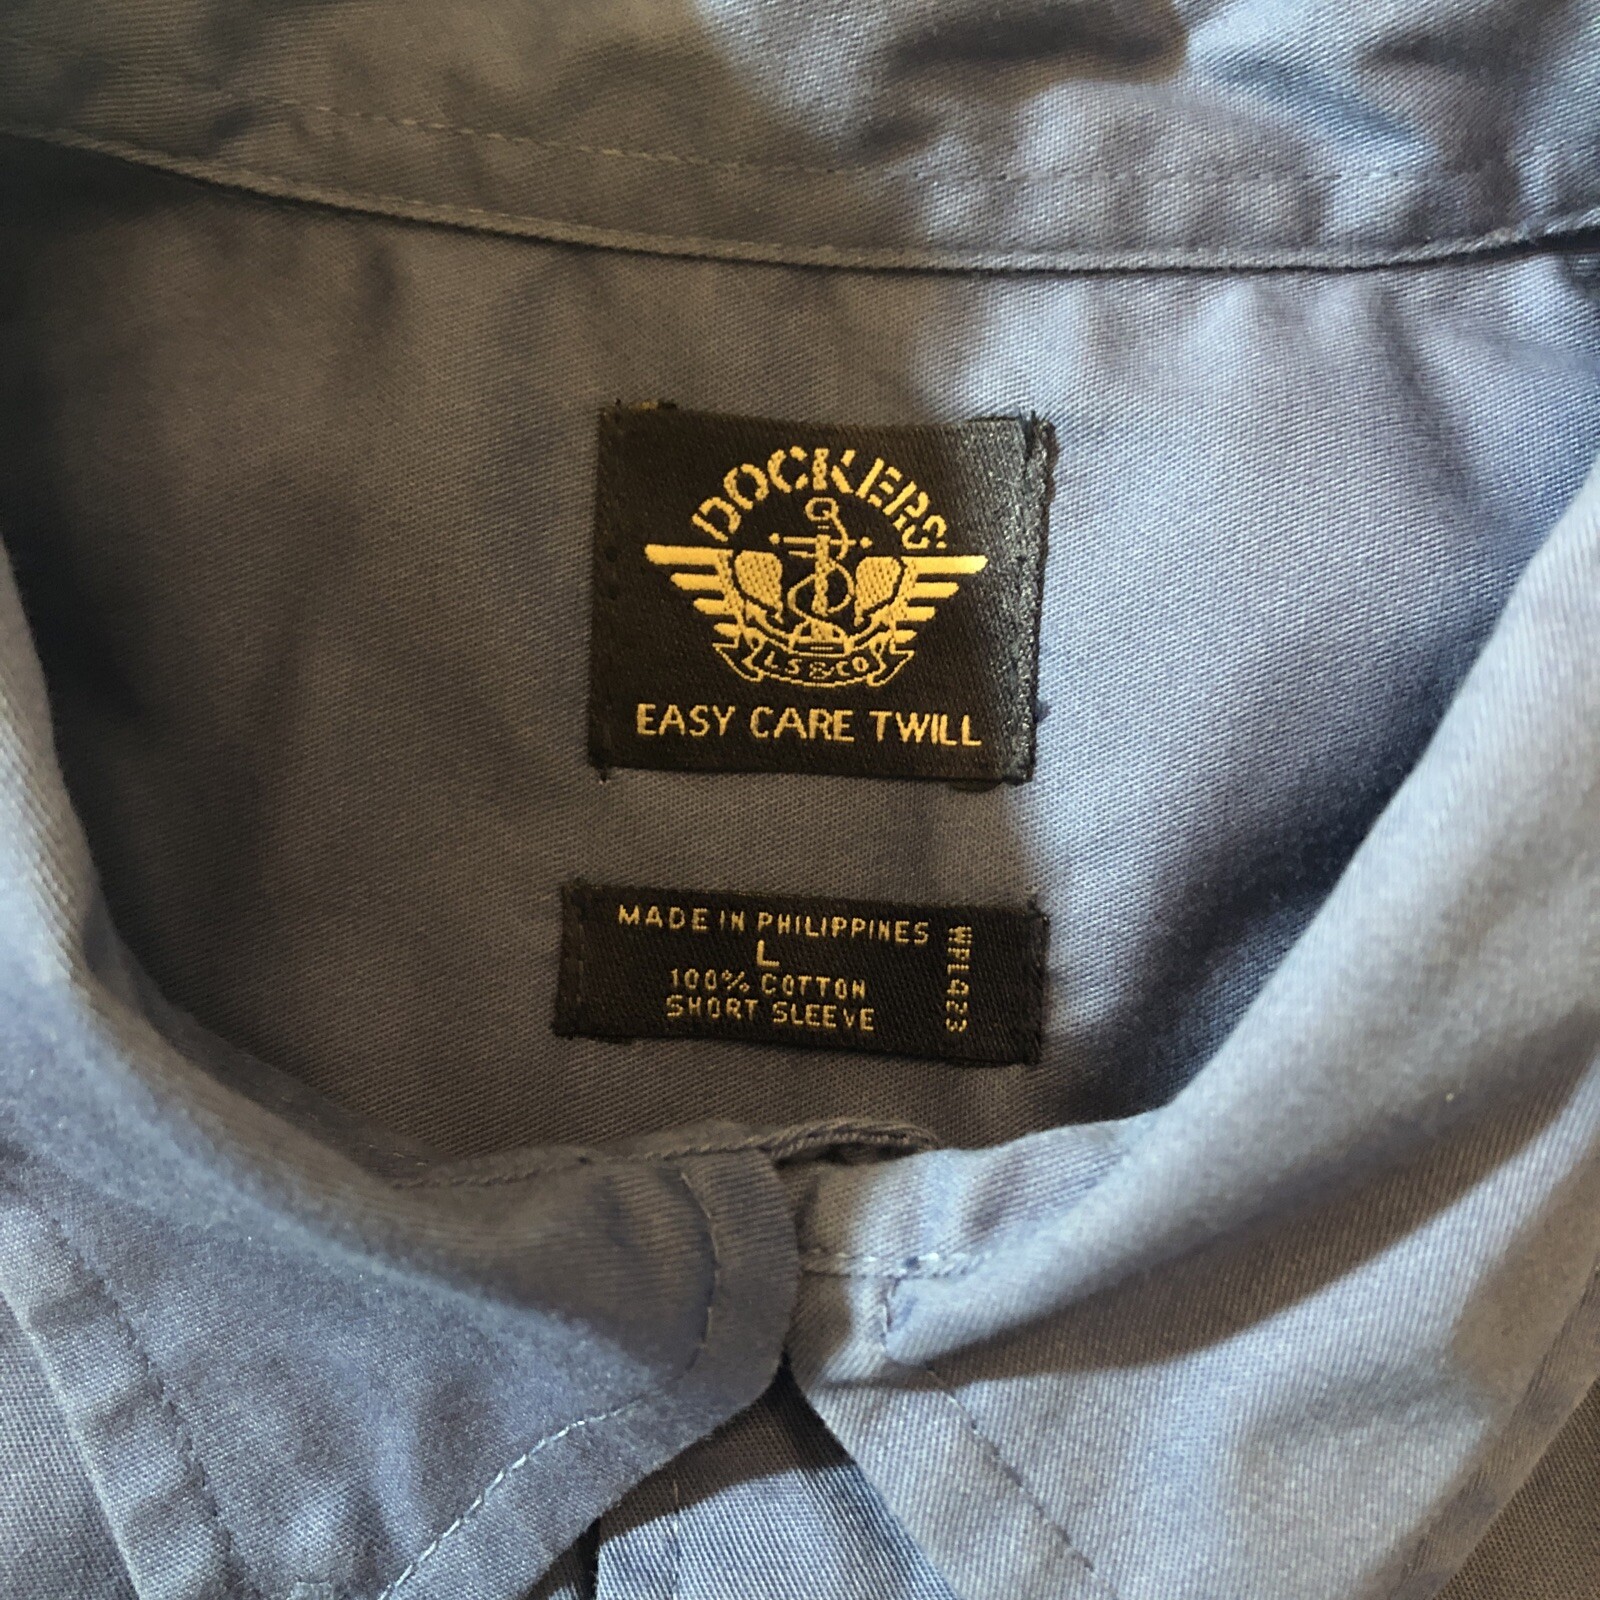 DOCKERS
LS&CO
EASY CARE TWILL
MADE IN PHILIPPINES
L
100% COTTON
SHORT SLEEVE
WPL423